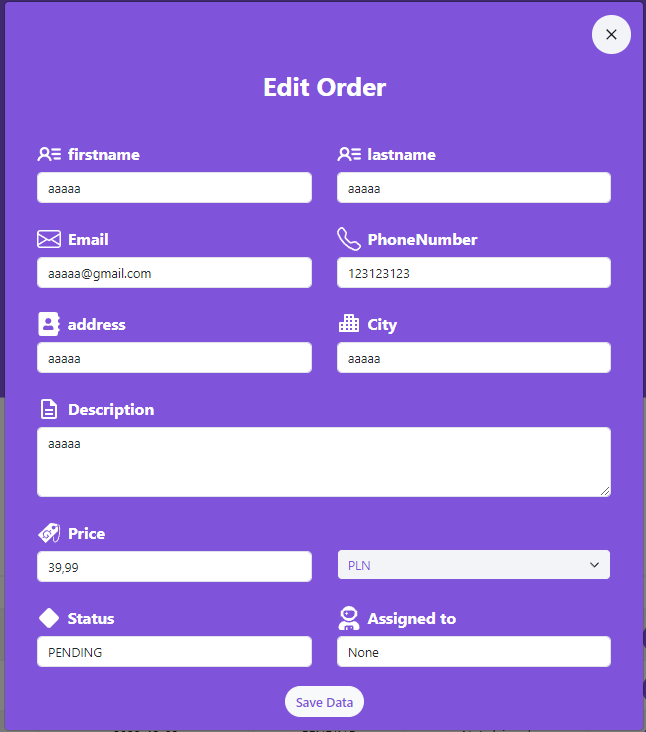 Edit Order
firstname lastname
aaaaa aaaaa
Email PhoneNumber
aaaaa@gmail.com 123123123
address City
aaaaa aaaaa
Description
aaaaa
Price
39,99 PLN
Status Assigned to
PENDING None
Save Data